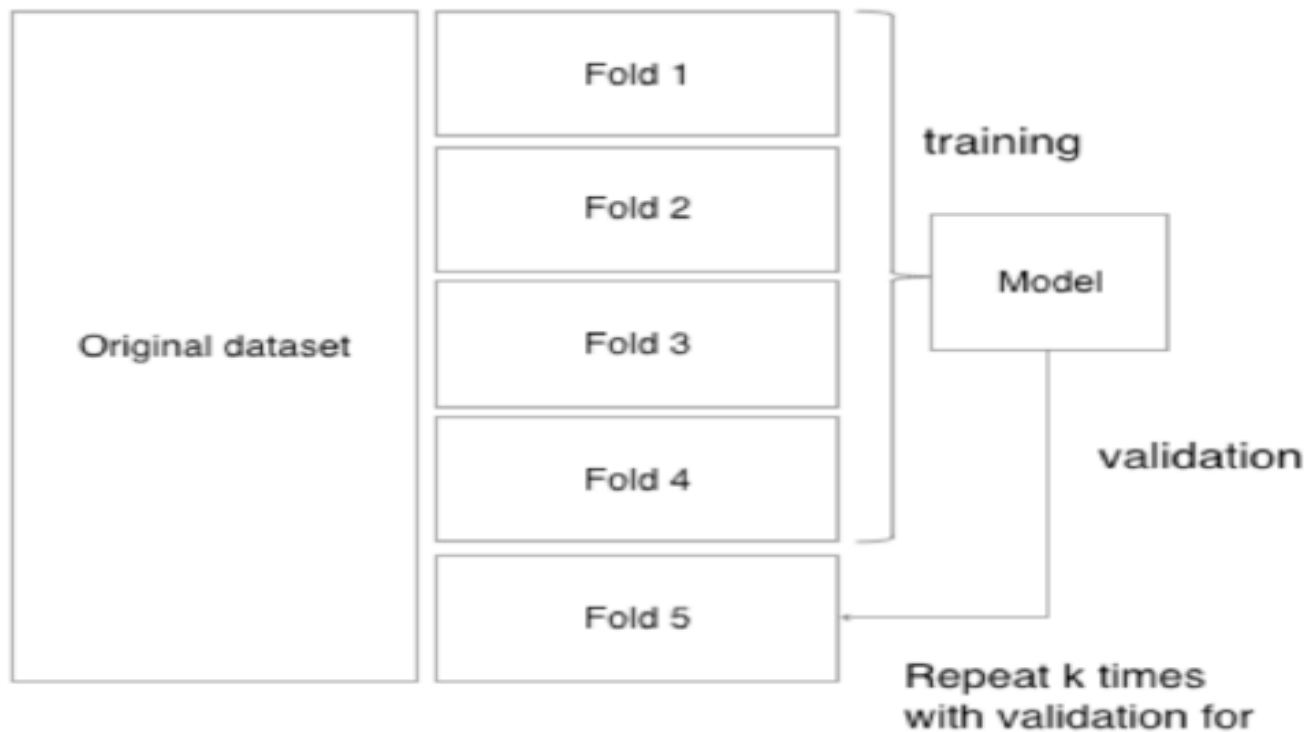 Original dataset
Fold 1
Fold 2
Fold 3
Fold 4
Fold 5
training
Model
validation
Repeat k times
with validation for